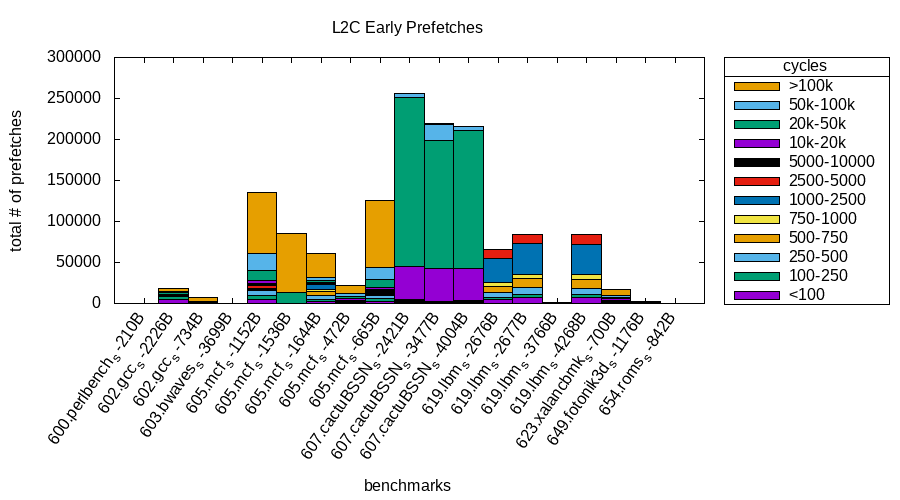 L2C Early Prefetches
total # of prefetches
300000
250000
200000
150000
100000
50000
0
600.perlbench_s -210B
602.gcc_s -2226B
602.gcc_s -734B
603.bwaves_s -3699B
605.mcf_s -1152B
605.mcf_s -1536B
605.mcf_s -1644B
605.mcf_s -472B
605.mcf_s -665B
607.cactuBSSN_s -2421B
607.cactuBSSN_s -3477B
607.cactuBSSN_s -4004B
619.lbm_s -2676B
619.lbm_s -2677B
619.lbm_s -3766B
619.lbm_s -4268B
623.xalancbmk_s -700B
649.fotonik3d_s -1176B
654.roms_s -842B
benchmarks
cycles
>100k
50k-100k
20k-50k
10k-20k
5000-10000
2500-5000
1000-2500
750-1000
500-750
250-500
100-250
<100